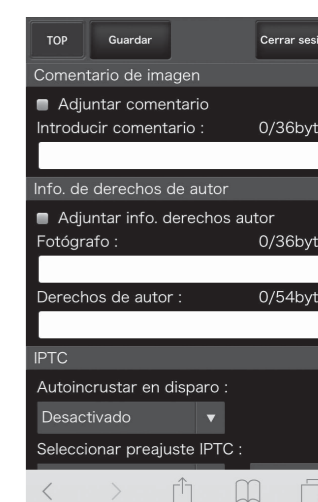 TOP Guardar Cerrar sesi
Comentario de imagen
Adjuntar comentario
Introducir comentario : 0/36byt
Info. de derechos de autor
Adjuntar info. derechos autor
Fotógrafo : 0/36byt
Derechos de autor : 0/54byt
IPTC
Autoincrustar en disparo :
Desactivado
Seleccionar preajuste IPTC :